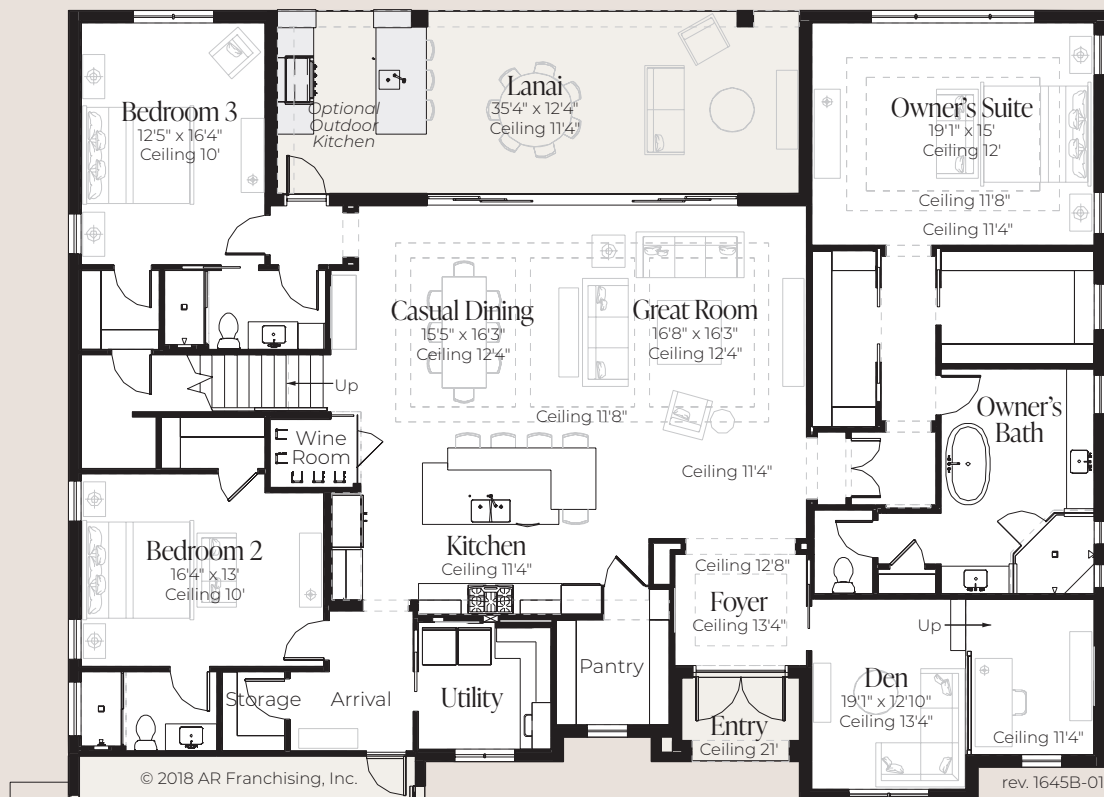 Bedroom 3
12'5" x 16'4"
Ceiling 10'
Optional
Outdoor
Kitchen
Lanai
35'4" x 12'4"
Ceiling 11'4"
Owner's Suite
19'1" x 15'
Ceiling 12'
Ceiling 11'8"
Ceiling 11'4"
Casual Dining
15'5" x 16'3"
Ceiling 12'4"
Great Room
16'8" x 16'3"
Ceiling 12'4"
Up
Ceiling 11'8"
Owner's
Bath
Wine
Room
Ceiling 11'4"
Bedroom 2
16'4" x 13'
Ceiling 10'
Kitchen
Ceiling 11'4"
Ceiling 12'8"
Foyer
Ceiling 13'4"
Up
Storage
Arrival
Utility
Pantry
Den
19'1" x 12'10"
Ceiling 13'4"
Entry
Ceiling 21'
Ceiling 11'4"
© 2018 AR Franchising, Inc.
rev. 1645B-01